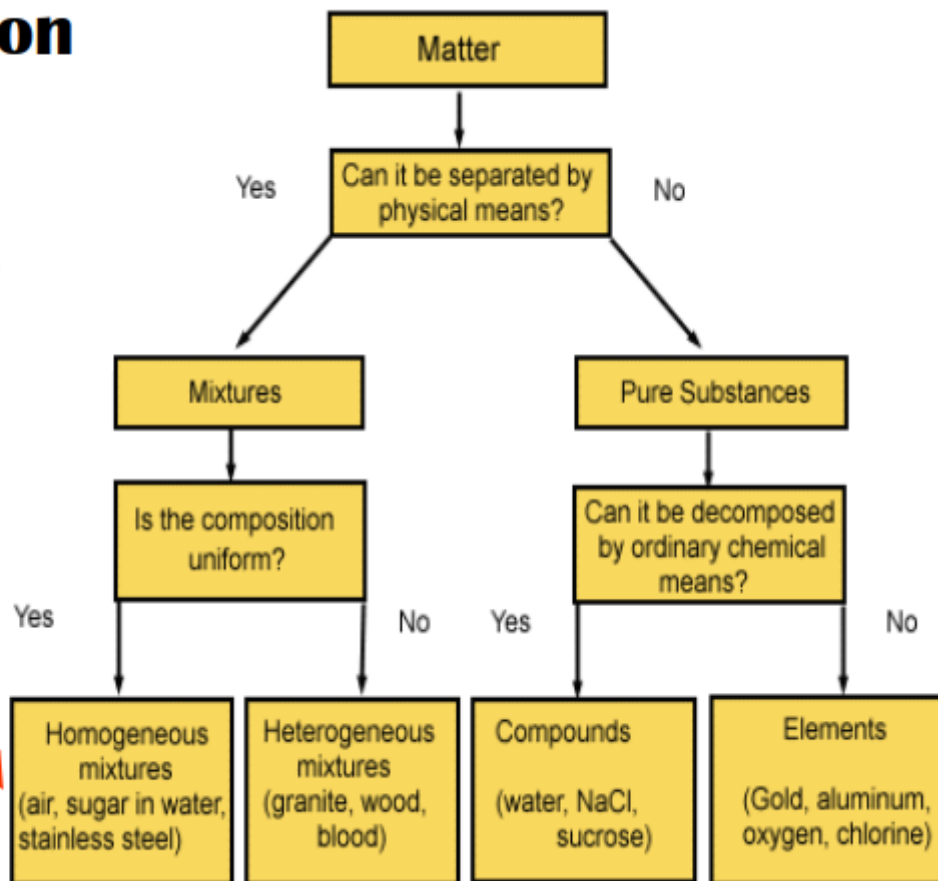 on
Matter
Can it be separated by
physical means?
Yes
No
Mixtures
Pure Substances
Is the composition
uniform?
Can it be decomposed
by ordinary chemical
means?
Yes
No
Yes
No
Homogeneous
mixtures
(air, sugar in water,
stainless steel)
Heterogeneous
mixtures
(granite, wood,
blood)
Compounds
(water, NaCl,
sucrose)
Elements
(Gold, aluminum,
oxygen, chlorine)